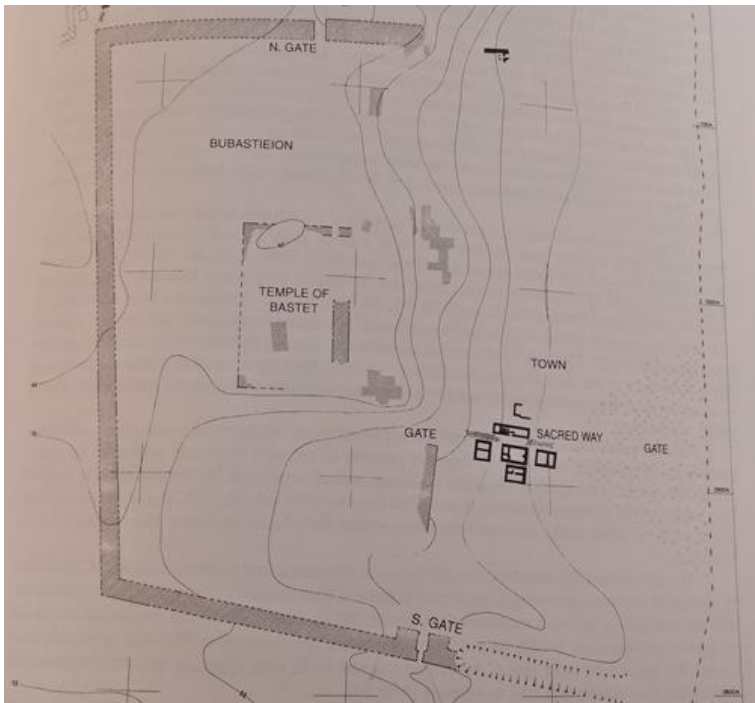 N. GATE
BUBASTIEION
TEMPLE OF
BASTET
TOWN
GATE
SACRED WAY
GATE
S. GATE